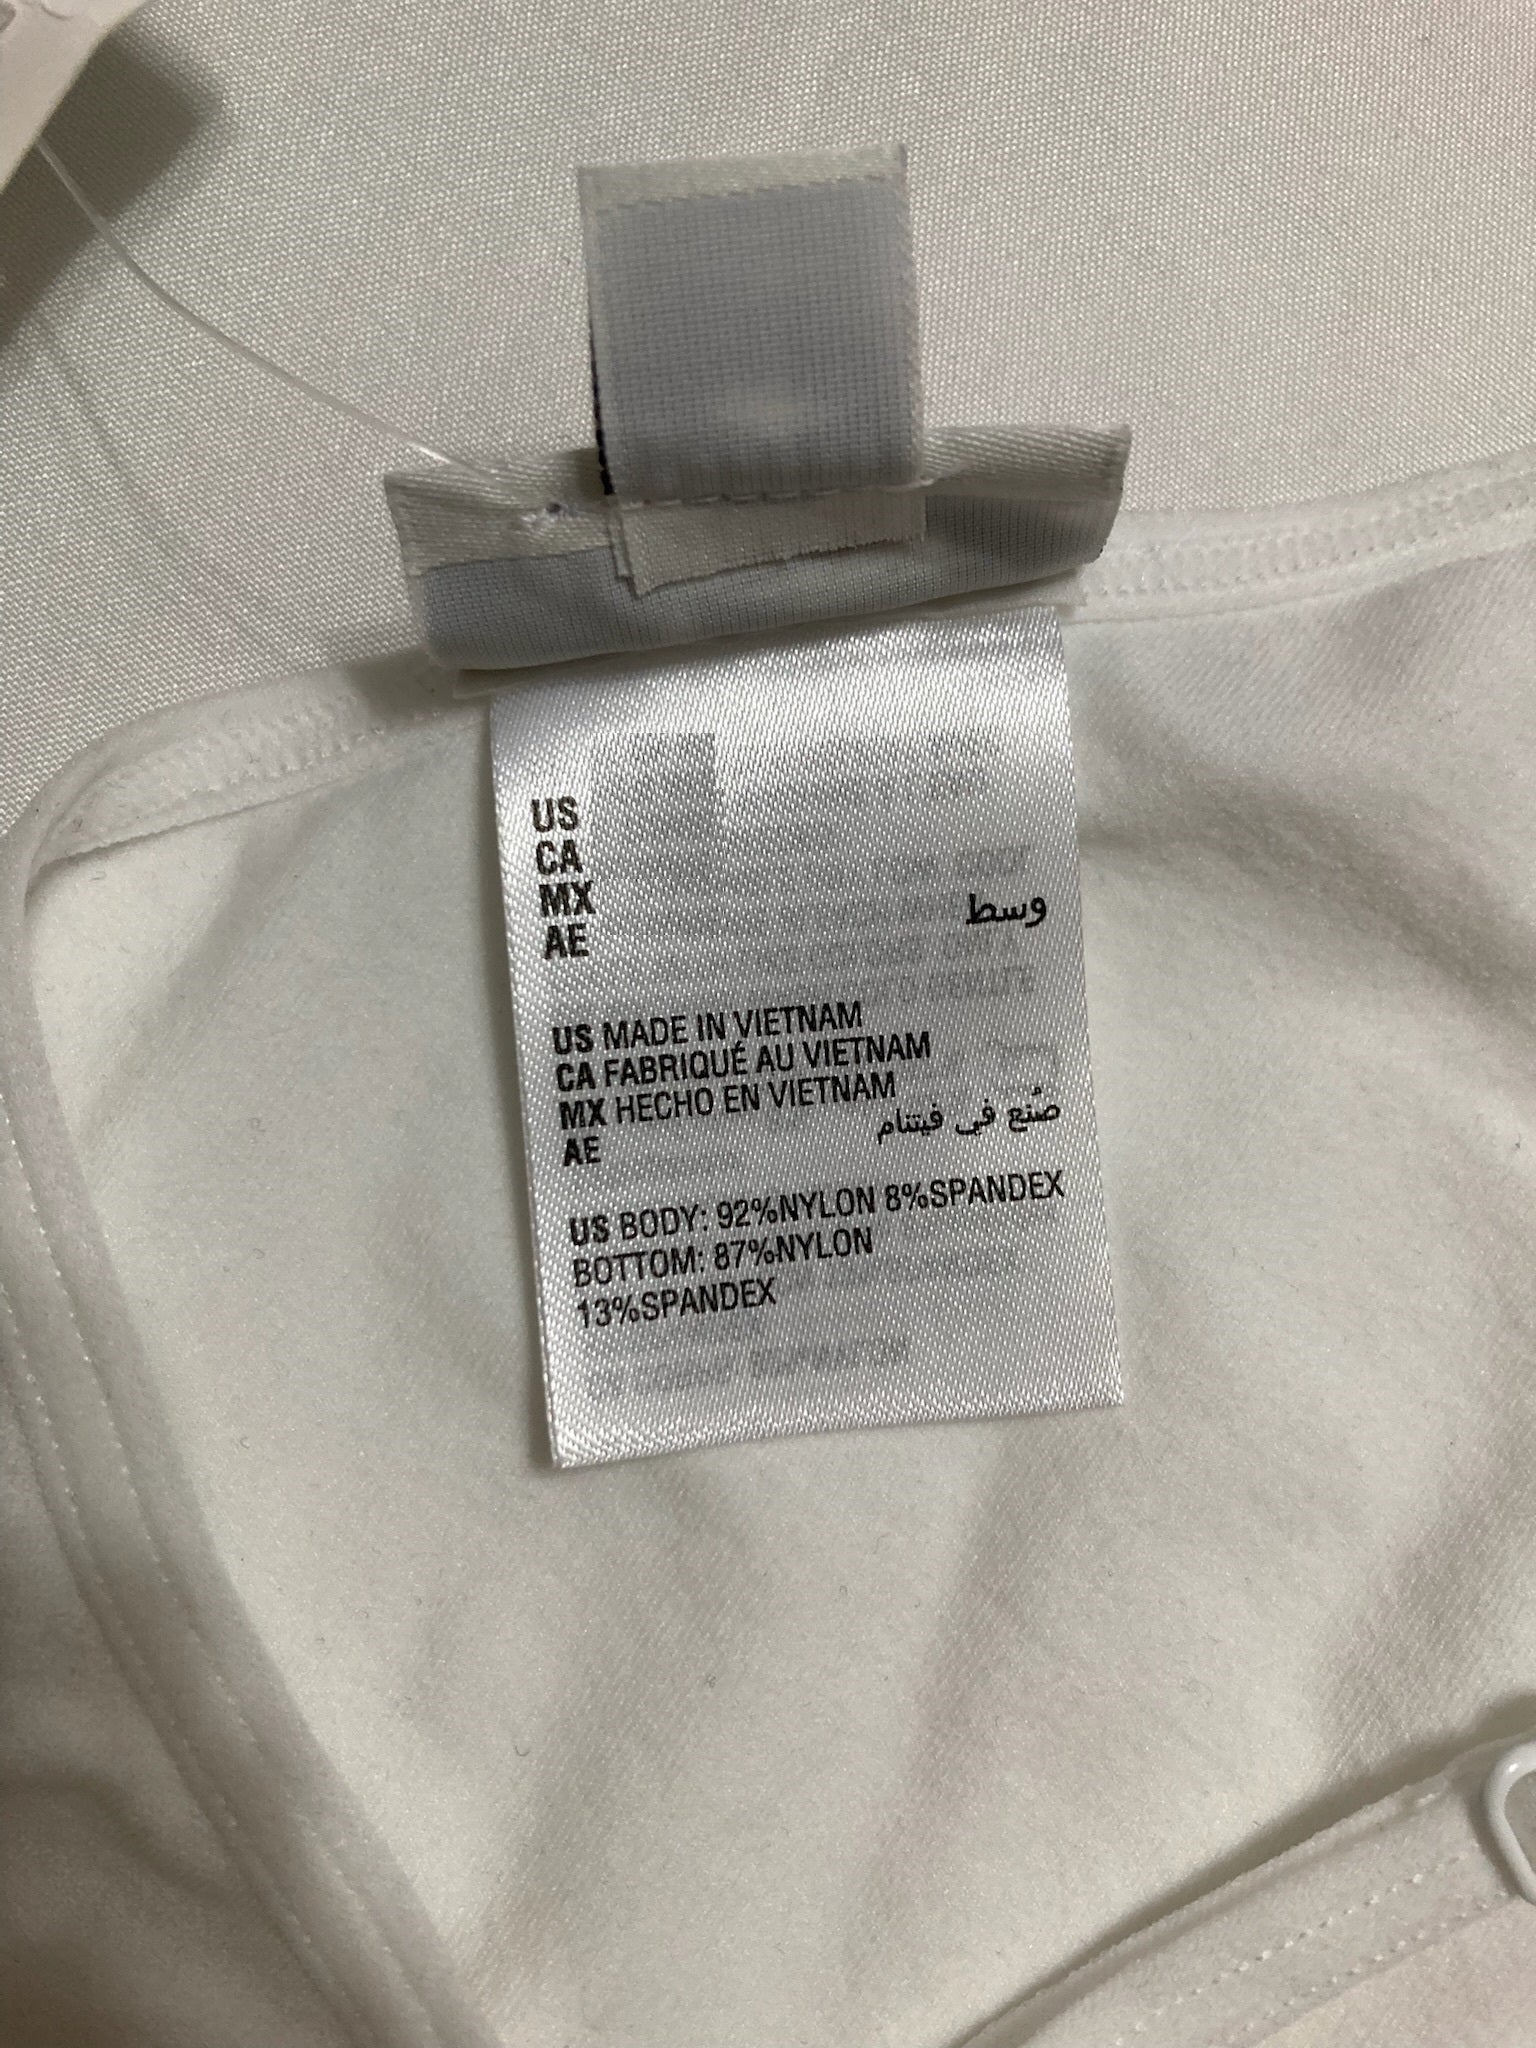 US
CA
MX
AE وسط
US MADE IN VIETNAM
CA FABRIQUÉ AU VIETNAM
MX HECHO EN VIETNAM
AE صُنع في فيتنام
US BODY: 92%NYLON 8%SPANDEX
BOTTOM: 87%NYLON
13%SPANDEX